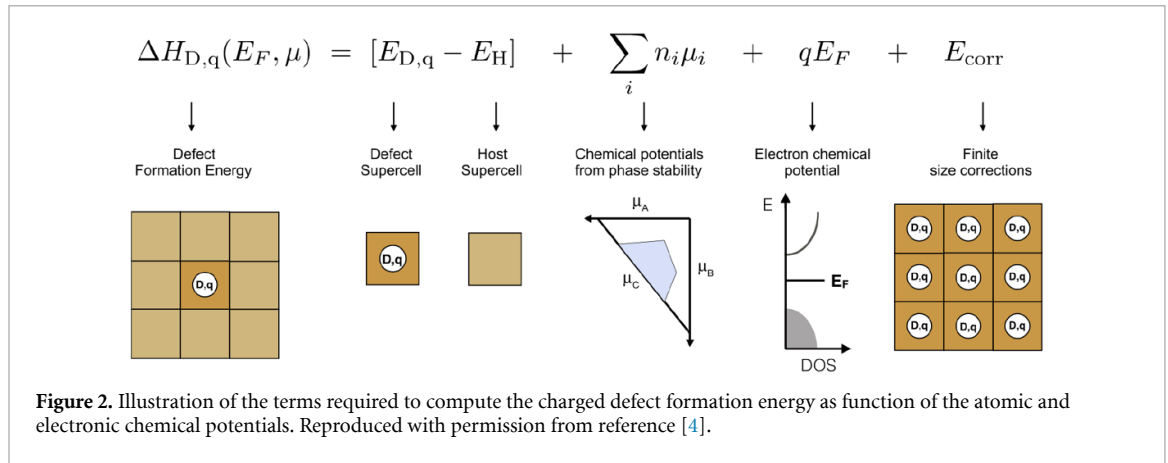 ΔH_{D,q}(E_F, μ) = [E_{D,q} − E_H] + ∑_i n_i μ_i + qE_F + E_corr
Defect
Formation Energy
Defect
Supercell
Host
Supercell
Chemical potentials
from phase stability
Electron chemical
potential
Finite
size corrections
D,q
D,q
μ_A
μ_B
μ_C
E
E_F
DOS
D,q D,q D,q
D,q D,q D,q
D,q D,q D,q
Figure 2. Illustration of the terms required to compute the charged defect formation energy as function of the atomic and
electronic chemical potentials. Reproduced with permission from reference [4].